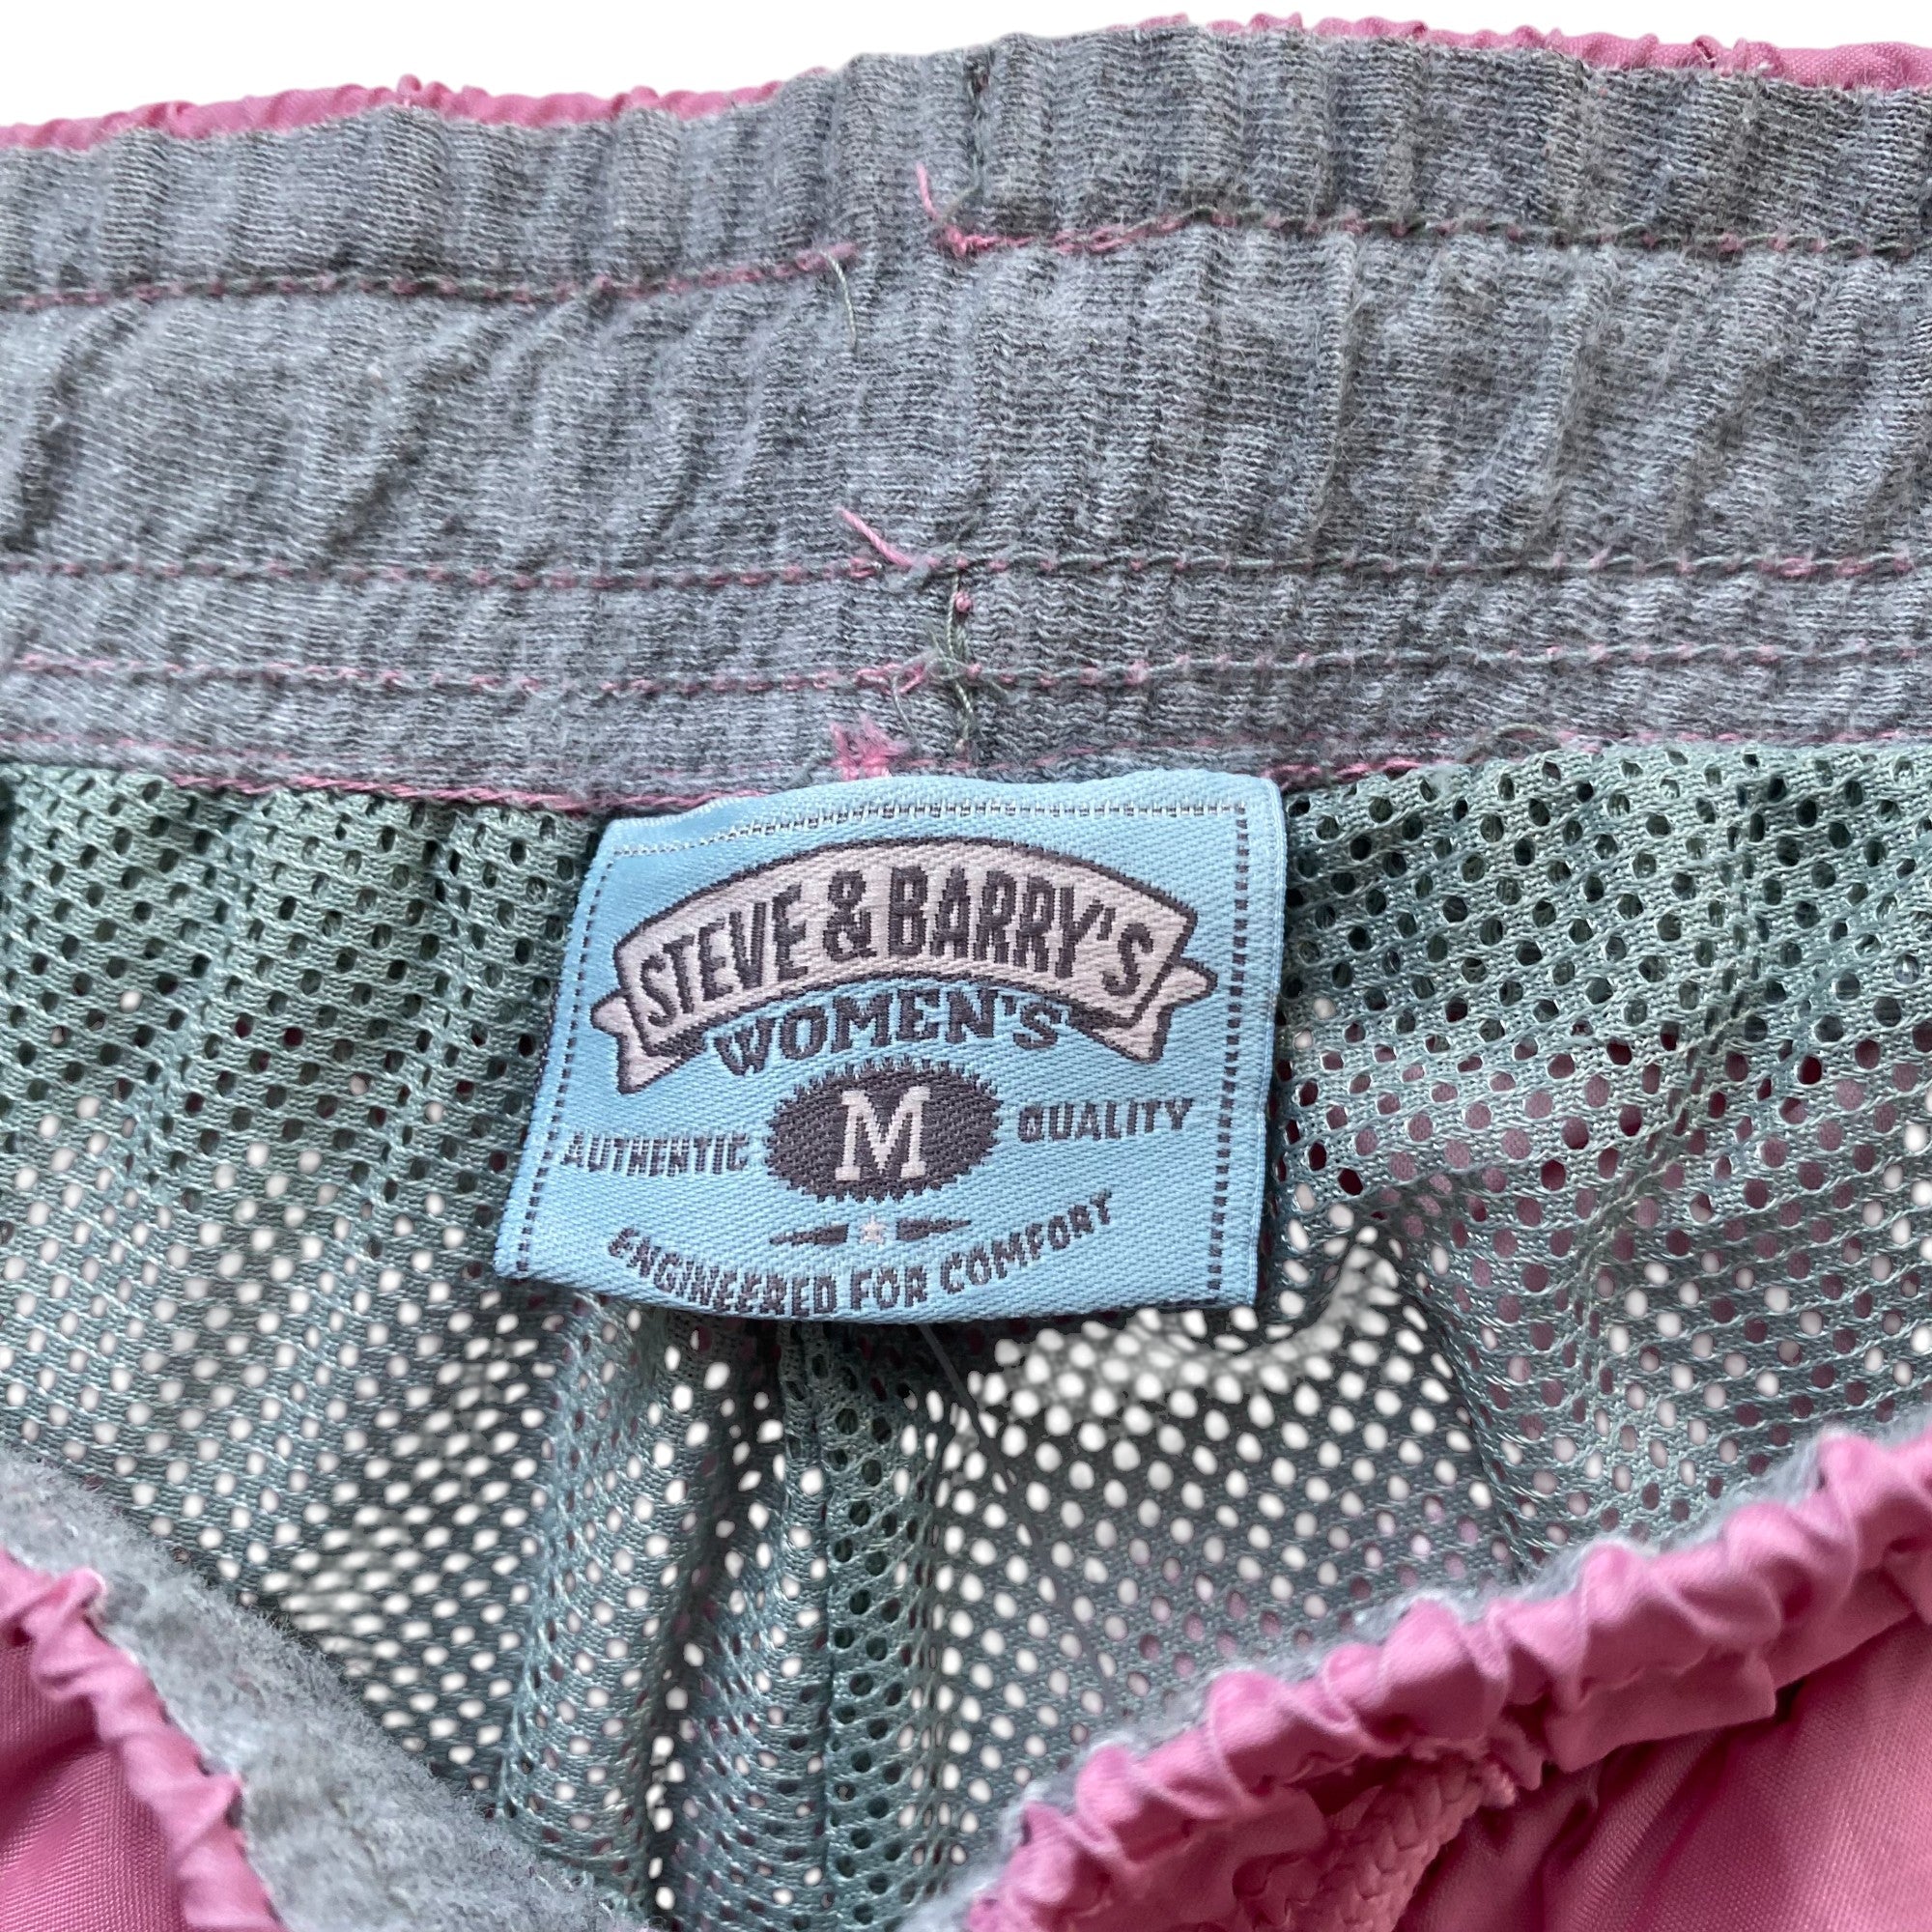 STEVE & BARRY'S
WOMEN'S
AUTHENTIC M QUALITY
ENGINEERED FOR COMFORT